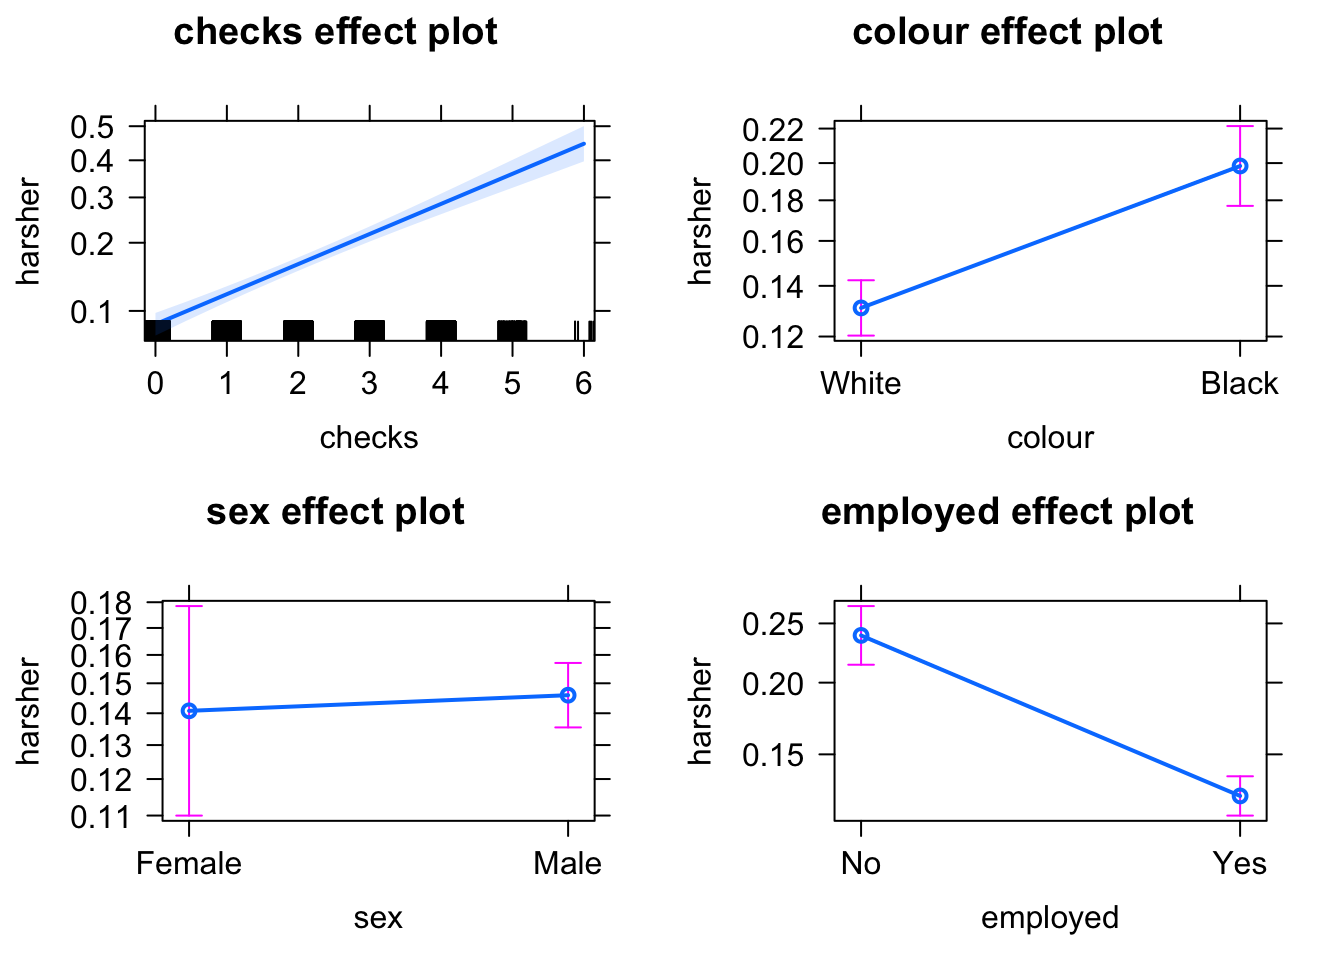 checks effect plot
harsher
0.5
0.4
0.3
0.2
0.1
0 1 2 3 4 5 6
checks
colour effect plot
harsher
0.22
0.20
0.18
0.16
0.14
0.12
White Black
colour
sex effect plot
harsher
0.18
0.17
0.16
0.15
0.14
0.13
0.12
0.11
Female Male
sex
employed effect plot
harsher
0.25
0.20
0.15
No Yes
employed